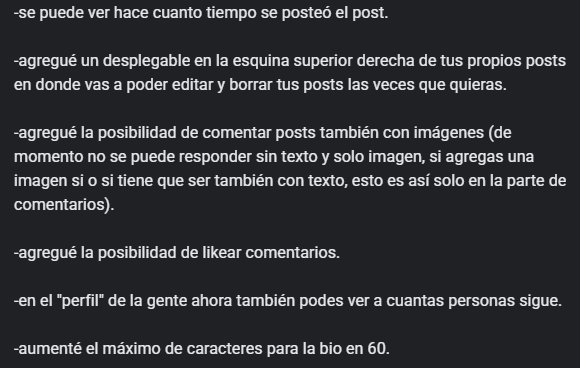 -se puede ver hace cuanto tiempo se posteó el post.
-agregué un desplegable en la esquina superior derecha de tus propios posts
en donde vas a poder editar y borrar tus posts las veces que quieras.
-agregué la posibilidad de comentar posts también con imágenes (de
momento no se puede responder sin texto y solo imagen, si agregas una
imagen si o si tiene que ser también con texto, esto es así solo en la parte de
comentarios).
-agregué la posibilidad de likear comentarios.
-en el "perfil" de la gente ahora también podes ver a cuantas personas sigue.
-aumenté el máximo de caracteres para la bio en 60.